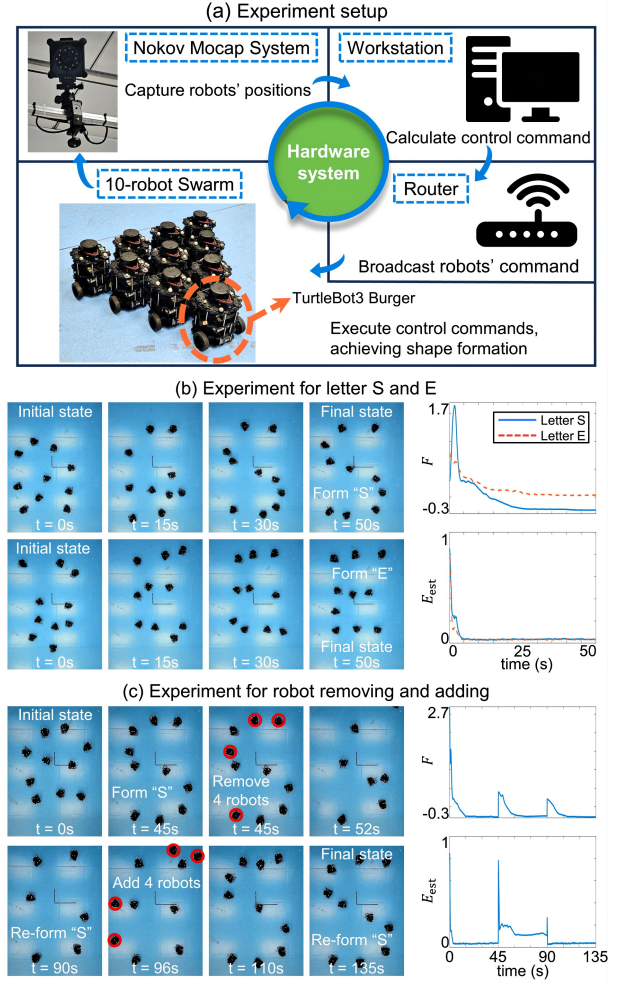 (a) Experiment setup
Nokov Mocap System
Workstation
Capture robots' positions
Calculate control command
Hardware
system
10-robot Swarm
Router
Broadcast robots' command
TurtleBot3 Burger
Execute control commands,
achieving shape formation
(b) Experiment for letter S and E
Initial state
Final state
Form “S”
t = 0s
t = 15s
t = 30s
t = 50s
1.7
F
-0.3
Letter S
Letter E
Initial state
Form “E”
Final state
t = 0s
t = 15s
t = 30s
t = 50s
1
Eest
0
0
25
50
time (s)
(c) Experiment for robot removing and adding
Initial state
Form “S”
Remove
4 robots
t = 0s
t = 45s
t = 45s
t = 52s
2.7
F
-0.3
Final state
Add 4 robots
Re-form “S”
Re-form “S”
t = 90s
t = 96s
t = 110s
t = 135s
1
Eest
0
0
45
90
135
time (s)